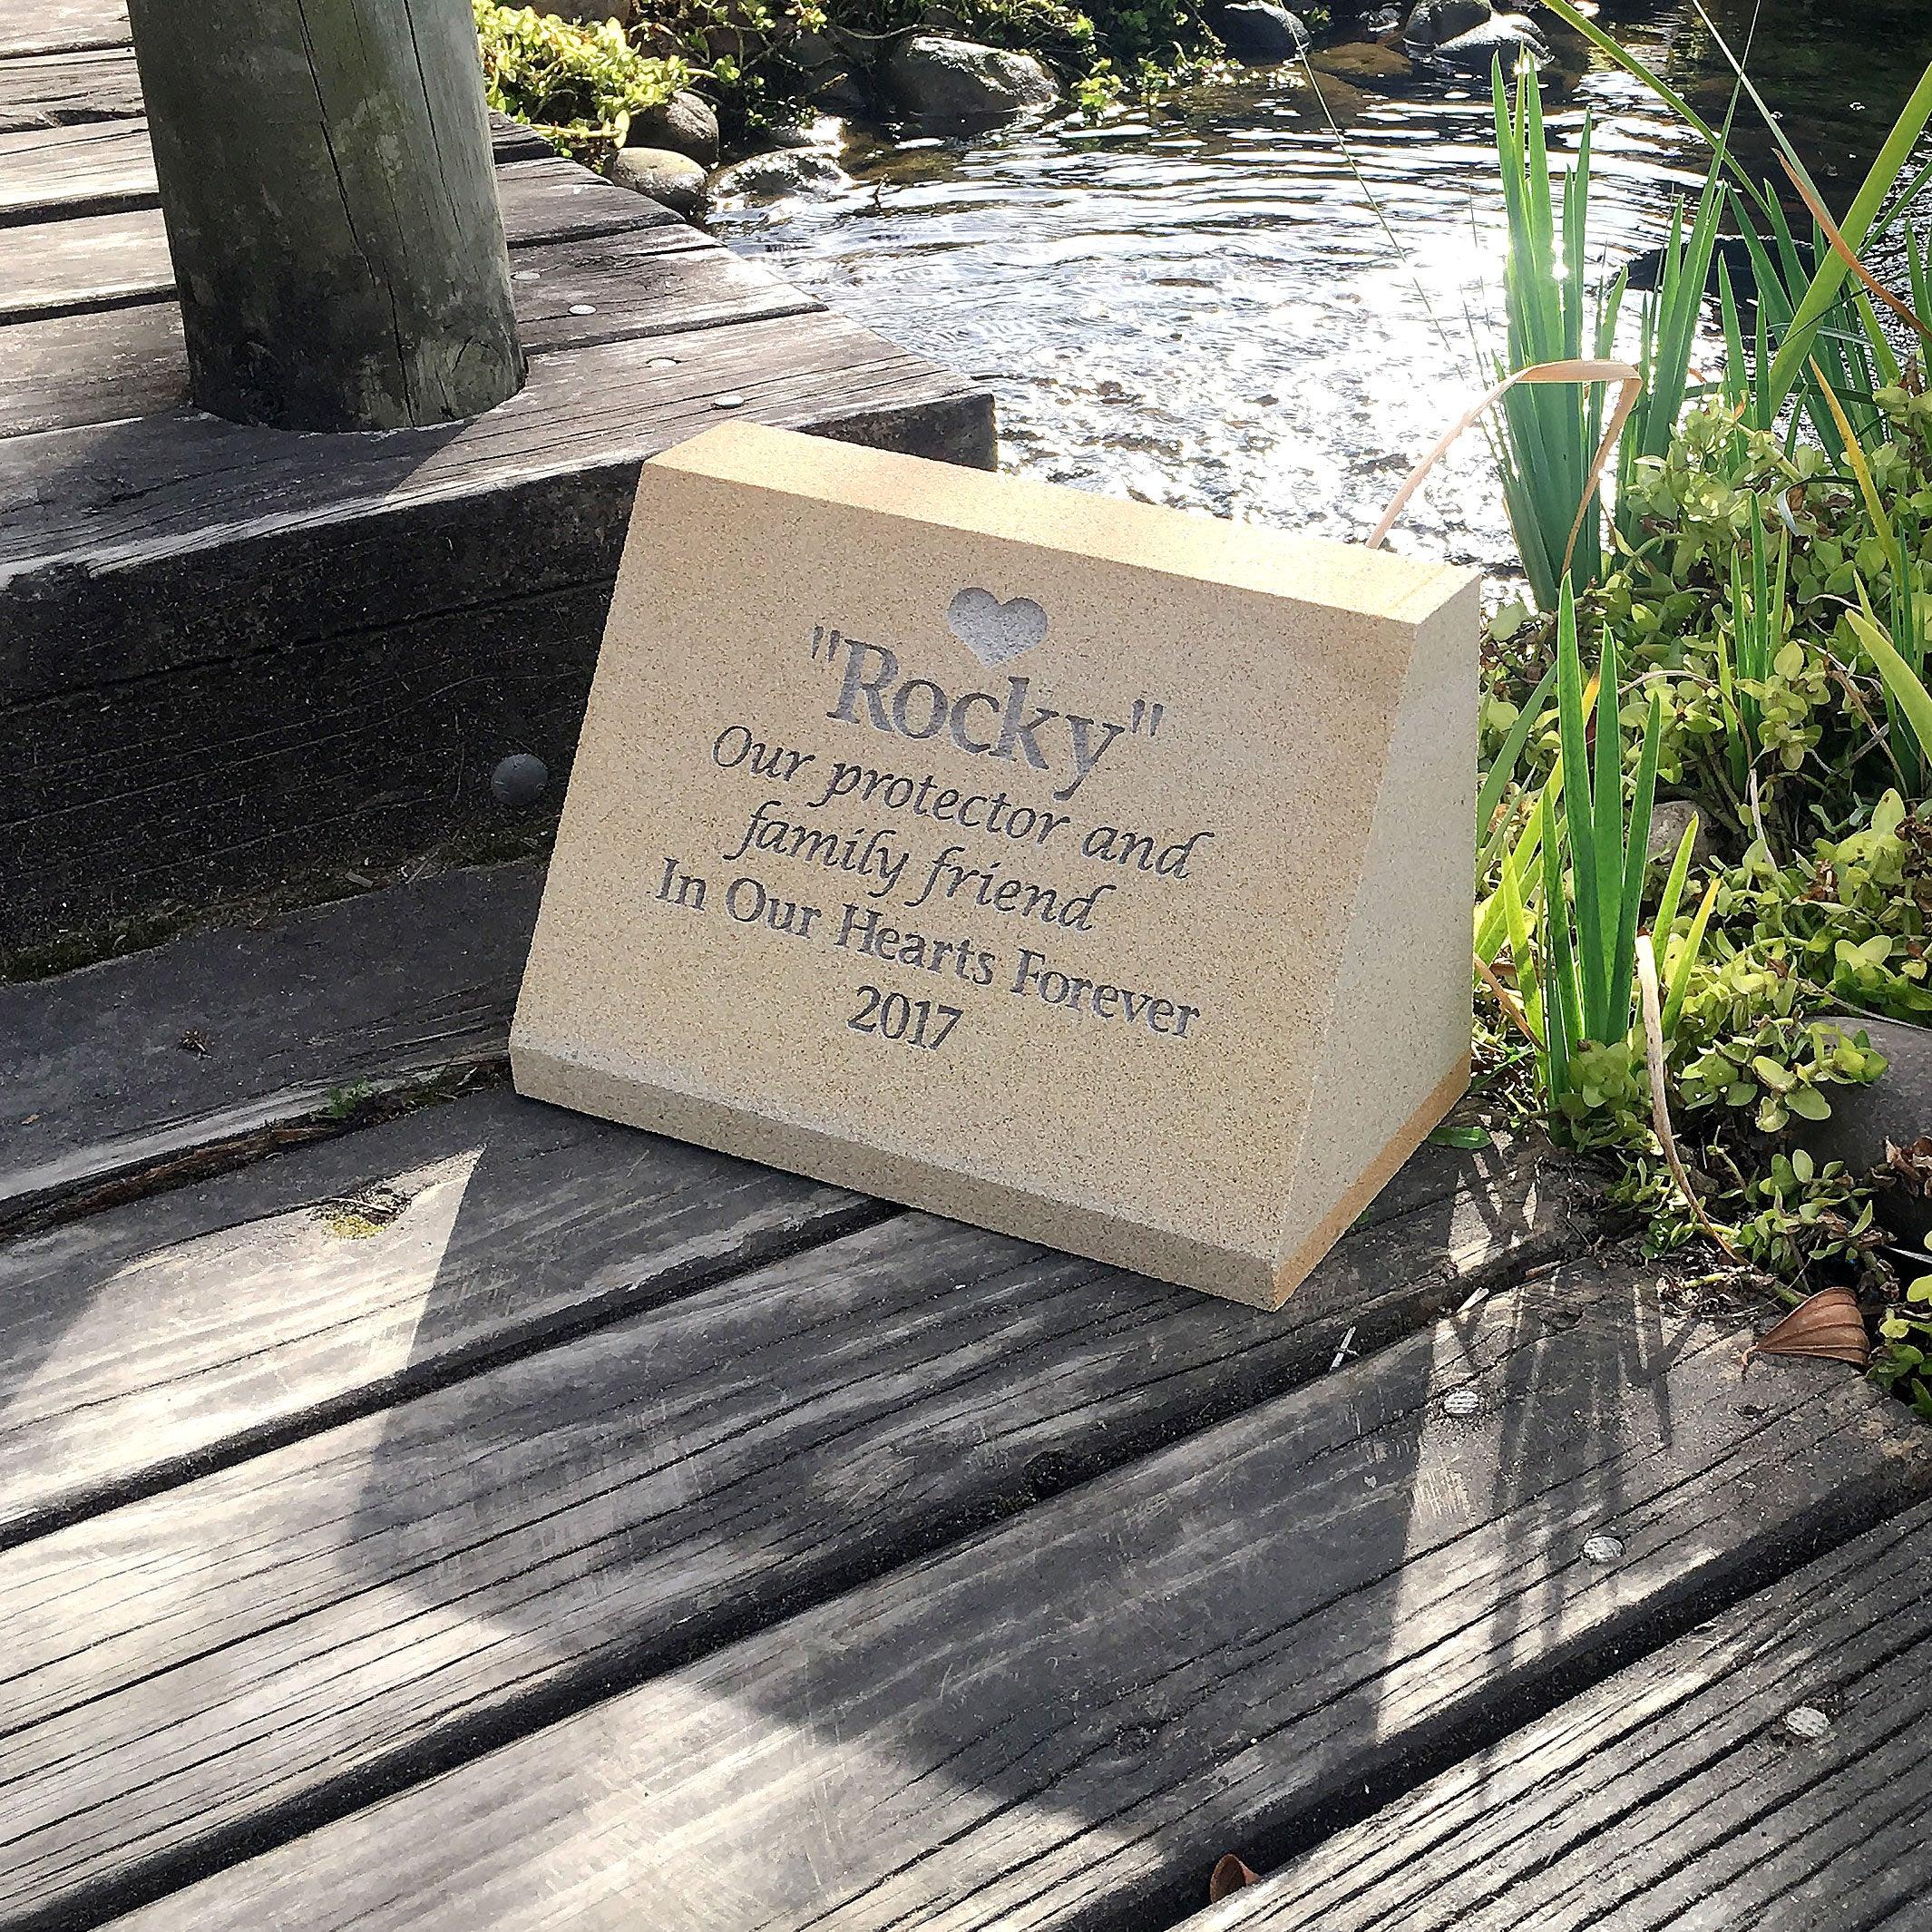 "Rocky"
Our protector and
family friend
In Our Hearts Forever
2017